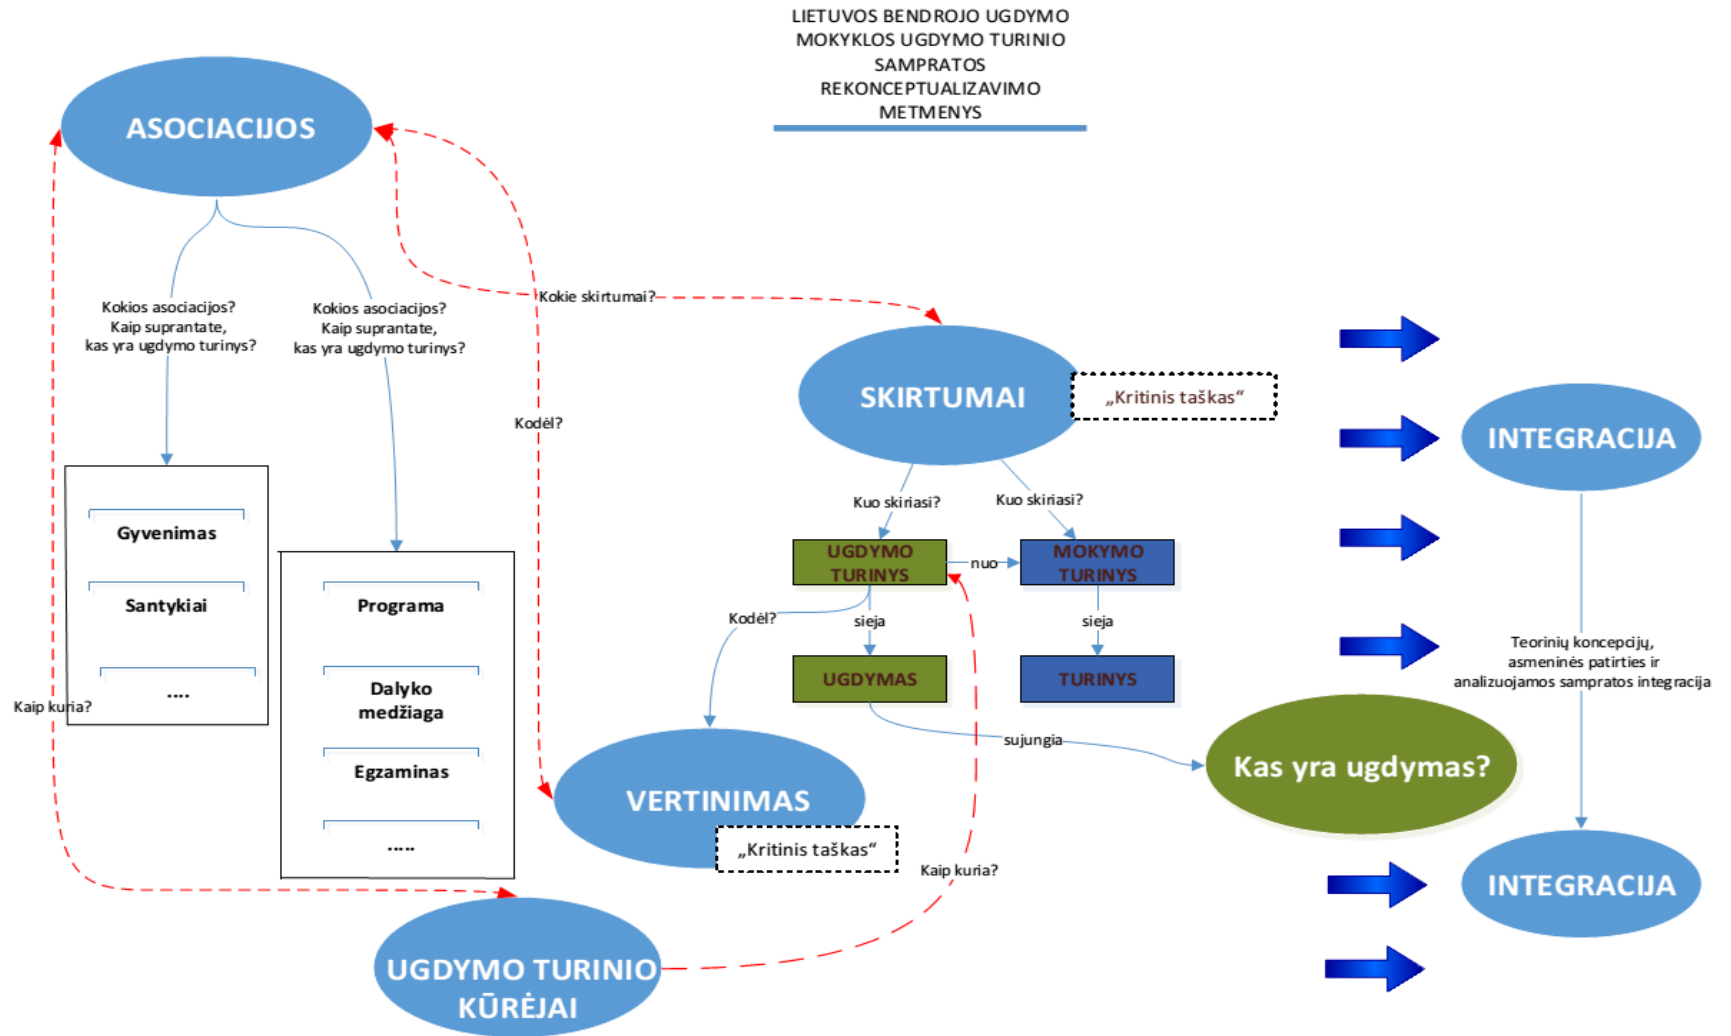 LIETUVOS BENDROJO UGDYMO
MOKYKLOS UGDYMO TURINIO
SAMPRATOS
REKONCEPTUALIZAVIMO
METMENYS
ASOCIACIJOS
Kokios asociacijos?
Kaip suprantate,
kas yra ugdymo turinys?
Kokios asociacijos?
Kaip suprantate,
kas yra ugdymo turinys?
Kokie skirtumai?
Kodėl?
SKIRTUMAI
„Kritinis taškas“
Kuo skiriasi?
Kuo skiriasi?
UGDYMO
TURINYS
nuo
MOKYMO
TURINYS
Kodėl?
sieja
sieja
UGDYMAS
TURINYS
sujungia
Gyvenimas
Santykiai
....
Programa
Dalyko
medžiaga
Egzaminas
.....
Kaip kuria?
VERTINIMAS
„Kritinis taškas“
Kaip kuria?
UGDYMO TURINIO
KŪRĖJAI
INTEGRACIJA
Teorinių koncepcijų,
asmeninės patirties ir
analizuojamos sampratos integracija
Kas yra ugdymas?
INTEGRACIJA